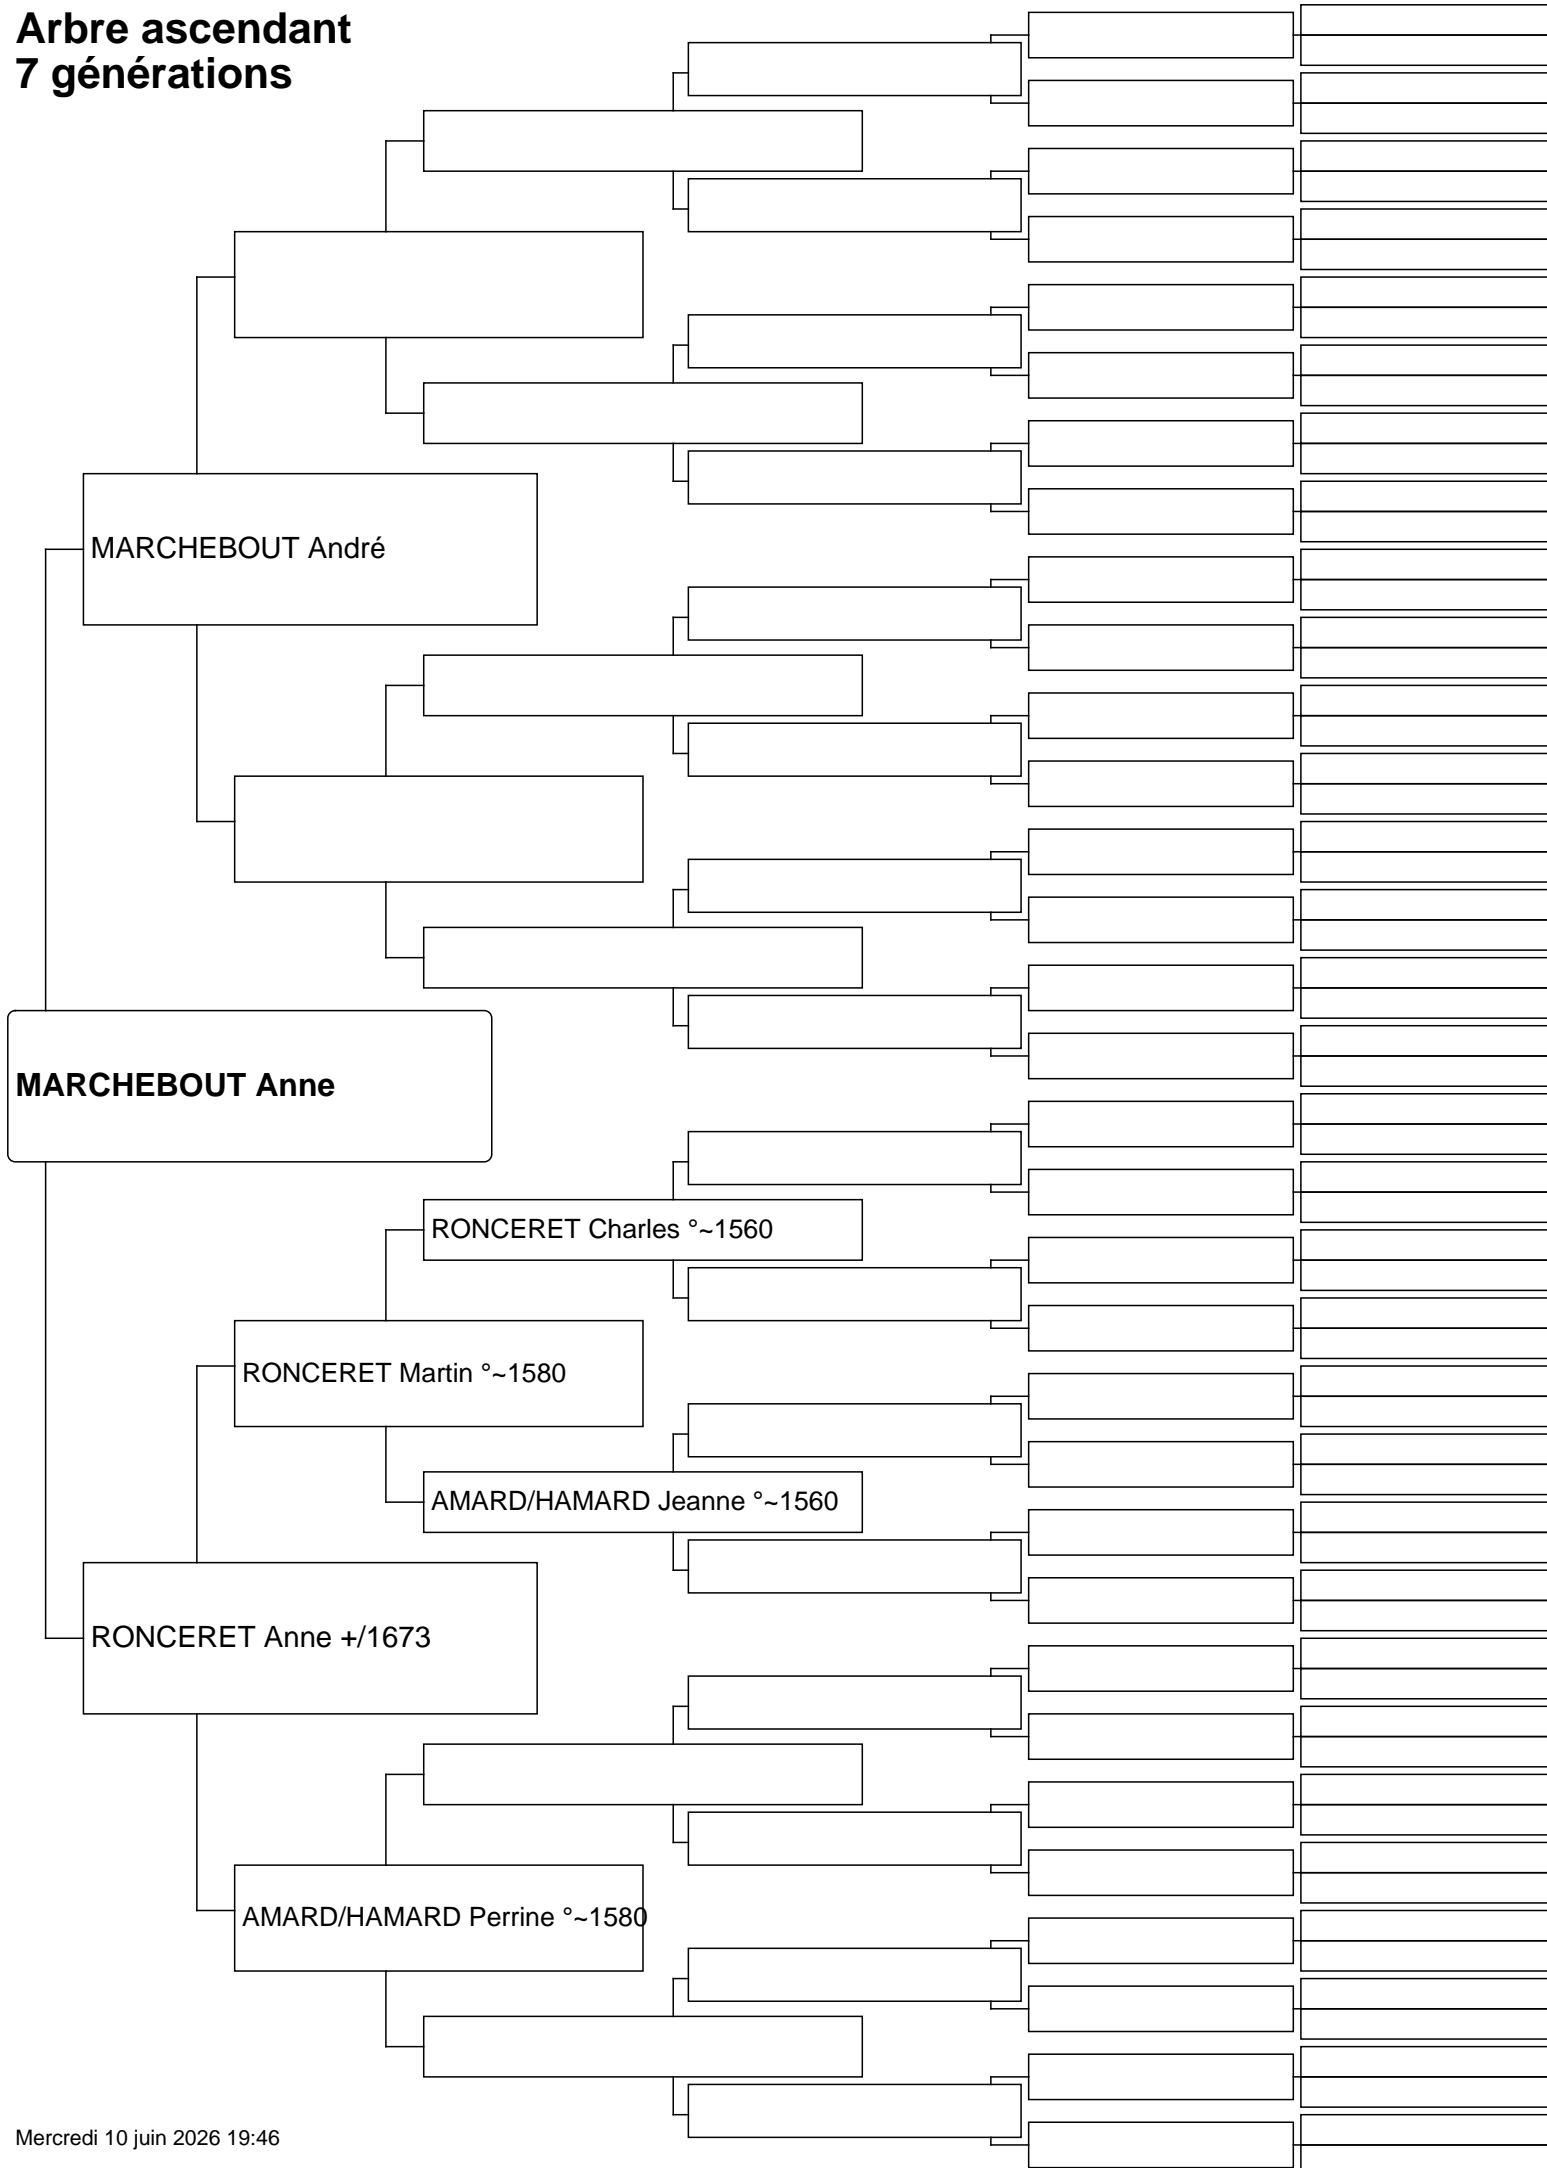 Arbre ascendant
7 générations
MARCHEBOUT André
MARCHEBOUT Anne
RONCERET Charles °~1560
RONCERET Martin °~1580
AMARD/HAMARD Jeanne °~1560
RONCERET Anne +/1673
AMARD/HAMARD Perrine °~1580
Mercredi 10 juin 2026 19:46